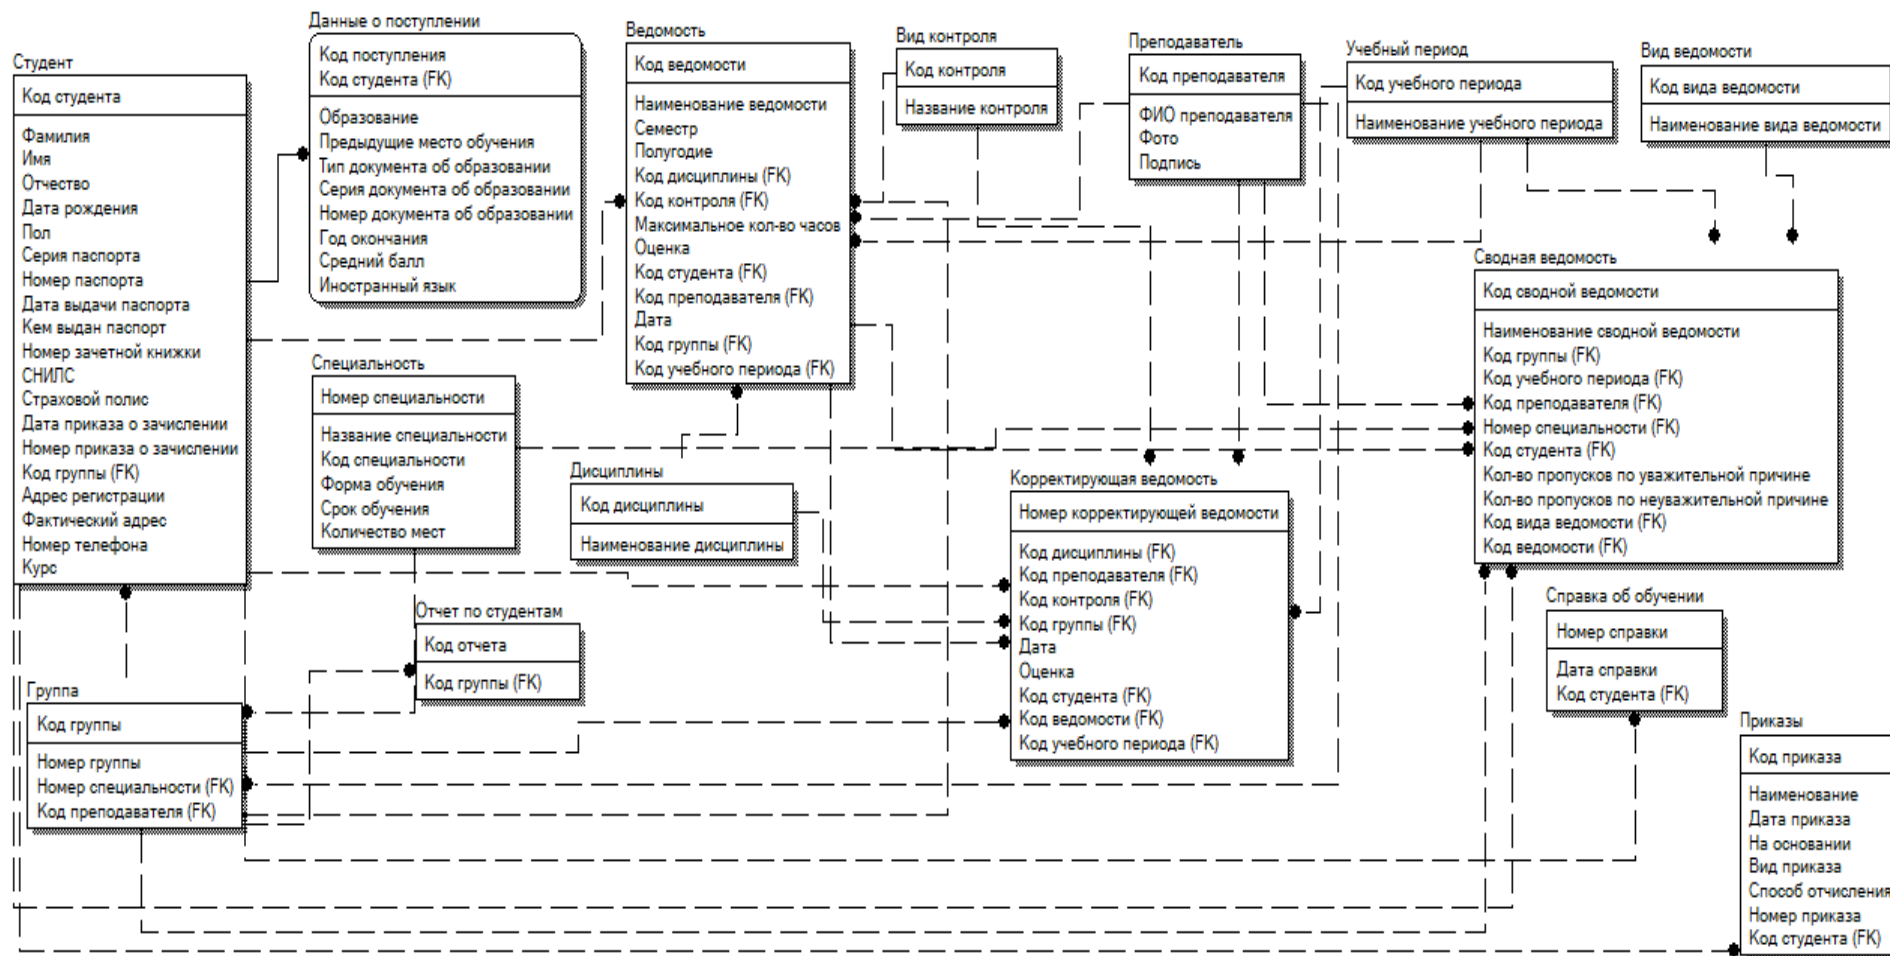 Студент
Код студента
Фамилия
Имя
Отчество
Дата рождения
Пол
Серия паспорта
Номер паспорта
Дата выдачи паспорта
Кем выдан паспорт
Номер зачетной книжки
СНИЛС
Страховой полис
Дата приказа о зачислении
Номер приказа о зачислении
Код группы (FK)
Адрес регистрации
Фактический адрес
Номер телефона
Курс
Данные о поступлении
Код поступления
Код студента (FK)
Образование
Предыдущие место обучения
Тип документа об образовании
Серия документа об образовании
Номер документа об образовании
Год окончания
Средний балл
Иностранный язык
Ведомость
Код ведомости
Наименование ведомости
Семестр
Полугодие
Код дисциплины (FK)
Код контроля (FK)
Максимальное кол-во часов
Оценка
Код студента (FK)
Код преподавателя (FK)
Дата
Код группы (FK)
Код учебного периода (FK)
Вид контроля
Код контроля
Название контроля
Преподаватель
Код преподавателя
ФИО преподавателя
Фото
Подпись
Учебный период
Код учебного периода
Наименование учебного периода
Вид ведомости
Код вида ведомости
Наименование вида ведомости
Сводная ведомость
Код сводной ведомости
Наименование сводной ведомости
Код группы (FK)
Код учебного периода (FK)
Код преподавателя (FK)
Номер специальности (FK)
Код студента (FK)
Кол-во пропусков по уважительной причине
Кол-во пропусков по неуважительной причине
Код вида ведомости (FK)
Код ведомости (FK)
Специальность
Номер специальности
Название специальности
Код специальности
Форма обучения
Срок обучения
Количество мест
Дисциплины
Код дисциплины
Наименование дисциплины
Корректирующая ведомость
Номер корректирующей ведомости
Код дисциплины (FK)
Код преподавателя (FK)
Код контроля (FK)
Код группы (FK)
Дата
Оценка
Код студента (FK)
Код ведомости (FK)
Код учебного периода (FK)
Отчет по студентам
Код отчета
Код группы (FK)
Группа
Код группы
Номер группы
Номер специальности (FK)
Код преподавателя (FK)
Справка об обучении
Номер справки
Дата справки
Код студента (FK)
Приказы
Код приказа
Наименование
Дата приказа
На основании
Вид приказа
Способ отчисления
Номер приказа
Код студента (FK)